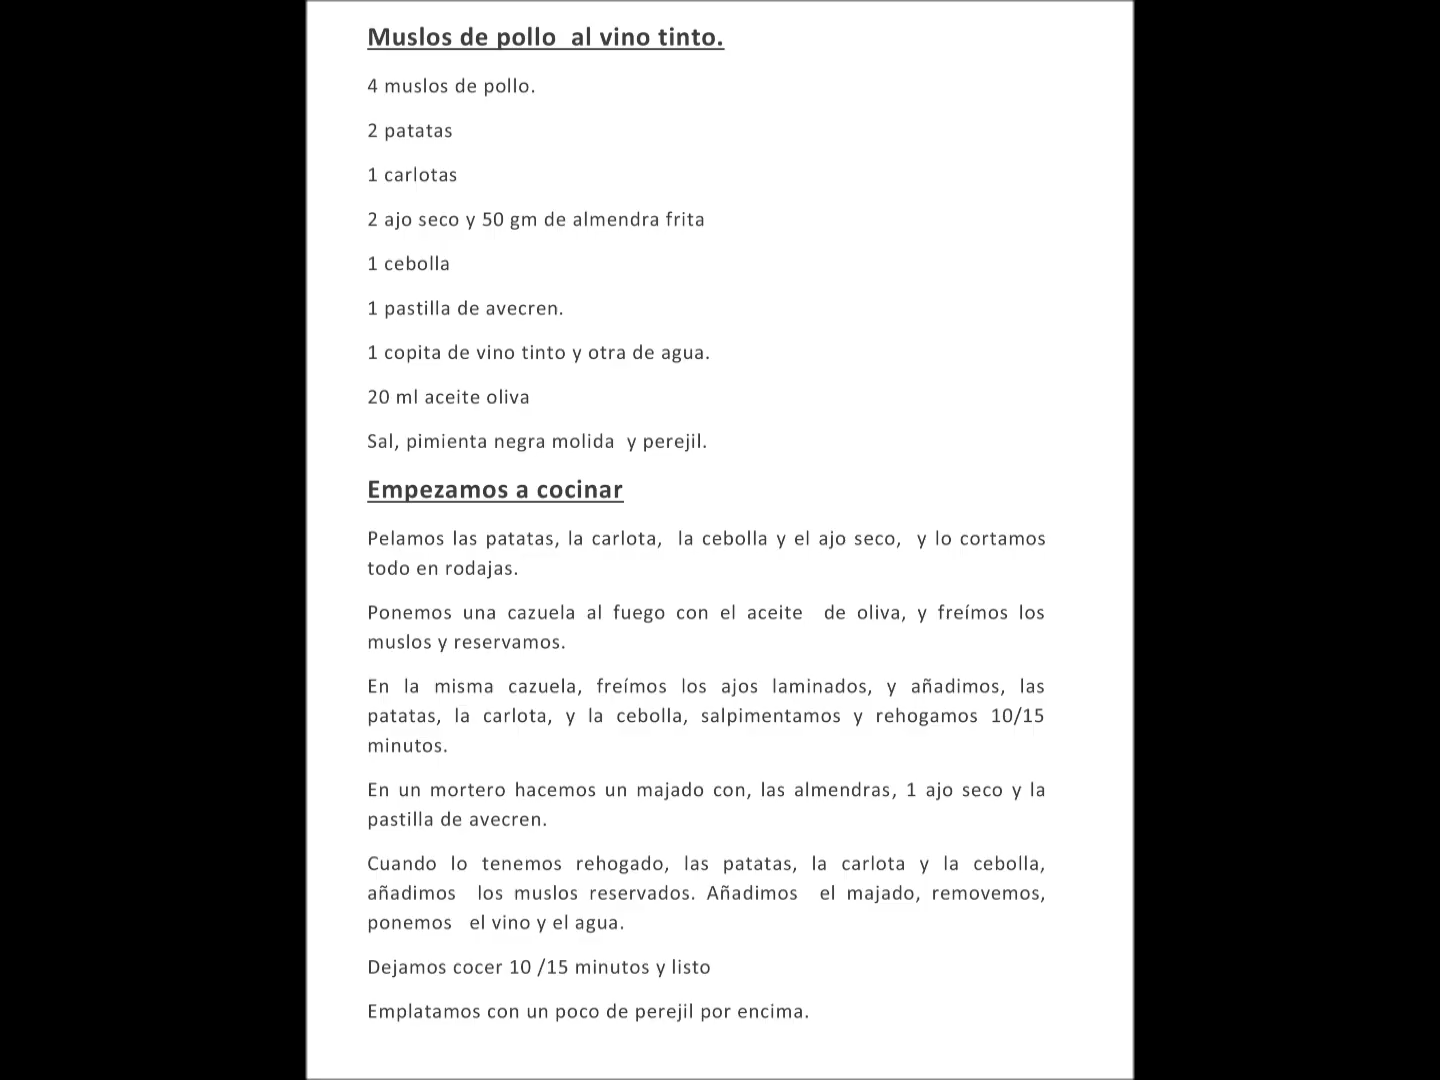 Muslos de pollo  al vino tinto.
4 muslos de pollo.
2 patatas
1 carlotas
2 ajo seco y 50 gm de almendra frita
1 cebolla
1 pastilla de avecren.
1 copita de vino tinto y otra de agua.
20 ml aceite oliva
Sal, pimienta negra molida  y perejil.
Empezamos a cocinar
Pelamos las patatas, la carlota,  la cebolla y el ajo seco,  y lo cortamos
todo en rodajas.
Ponemos una cazuela al fuego con el aceite  de oliva, y freímos los
muslos y reservamos.
En la misma cazuela, freímos los ajos laminados, y añadimos, las
patatas, la carlota, y la cebolla, salpimentamos y rehogamos 10/15
minutos.
En un mortero hacemos un majado con, las almendras, 1 ajo seco y la
pastilla de avecren.
Cuando lo tenemos rehogado, las patatas, la carlota y la cebolla,
añadimos  los muslos reservados. Añadimos  el majado, removemos,
ponemos  el vino y el agua.
Dejamos cocer 10 /15 minutos y listo
Emplatamos con un poco de perejil por encima.